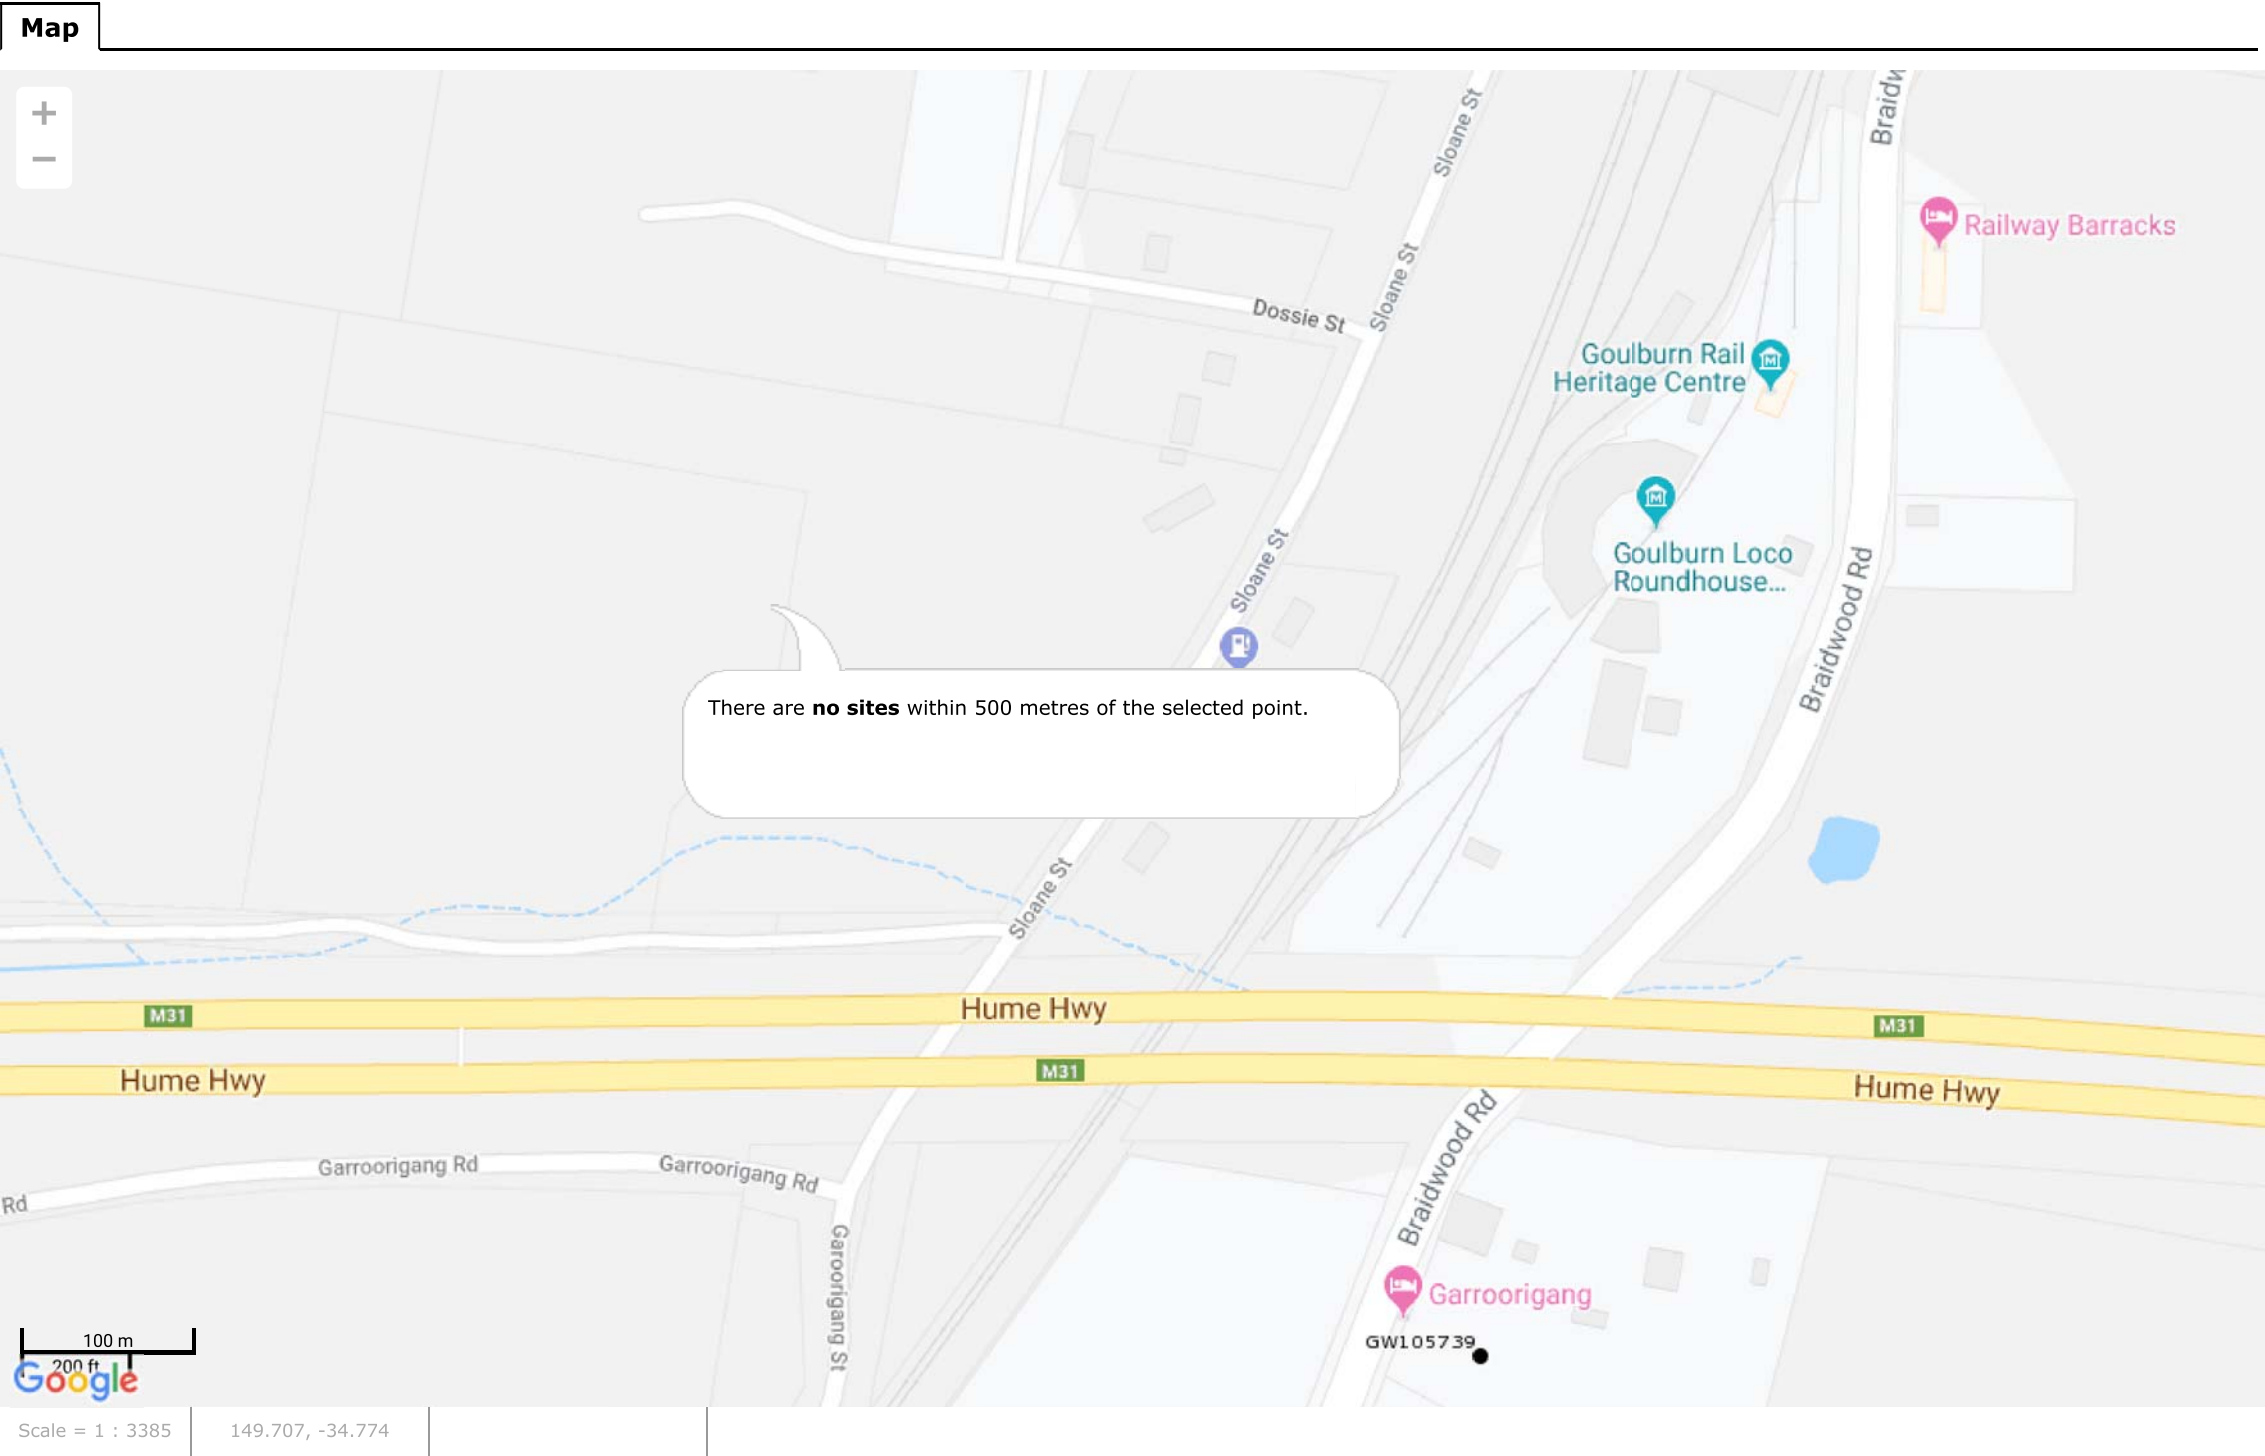 Map
+
−
Sloane St
Braidw
Railway Barracks
Sloane St
Dossie St
Goulburn Rail
Heritage Centre
Goulburn Loco
Roundhouse...
Sloane St
Braidwood Rd
There are no sites within 500 metres of the selected point.
Sloane St
Hume Hwy
M31
M31
M31
Hume Hwy
Hume Hwy
Braidwood Rd
Garroorigang Rd
Garroorigang Rd
Rd
Garroorigang St
Garroorigang
GW105739
100 m
200 ft
Google
Scale = 1 : 3385
149.707, -34.774